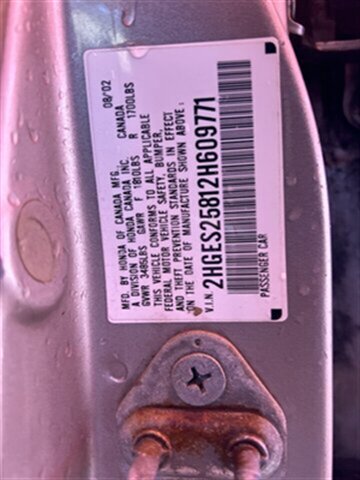 MFD. BY HONDA OF CANADA MFG. 08/'02
A DIVISION OF HONDA CANADA INC. CANADA
GVWR 3485LBS GAWR F 1810LBS R 1700LBS
THIS VEHICLE CONFORMS TO ALL APPLICABLE
FEDERAL MOTOR VEHICLE SAFETY, BUMPER,
AND THEFT PREVENTION STANDARDS IN EFFECT
ON THE DATE OF MANUFACTURE SHOWN ABOVE:
V.I.N. 2HGES25812H609771
PASSENGER CAR